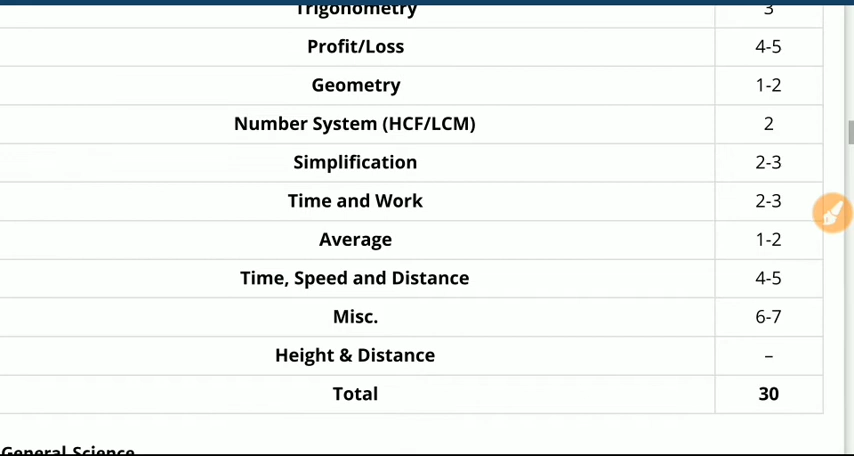 Trigonometry 3
Profit/Loss 4-5
Geometry 1-2
Number System (HCF/LCM) 2
Simplification 2-3
Time and Work 2-3
Average 1-2
Time, Speed and Distance 4-5
Misc. 6-7
Height & Distance –
Total 30
General Science